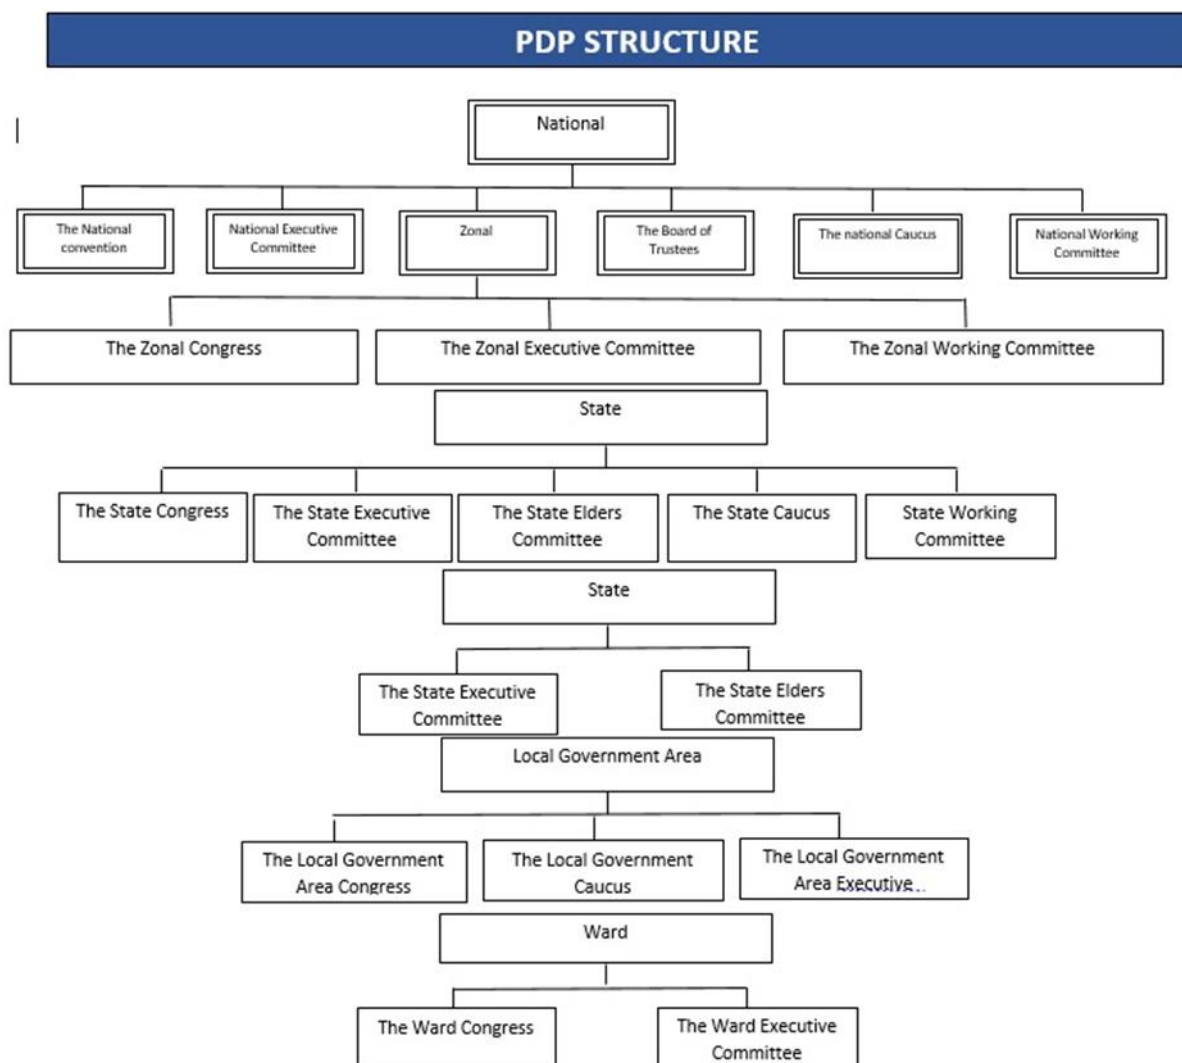 PDP STRUCTURE
National
The National
convention
National Executive
Committee
Zonal
The Board of
Trustees
The national Caucus
National Working
Committee
The Zonal Congress
The Zonal Executive Committee
The Zonal Working Committee
State
The State Congress
The State Executive
Committee
The State Elders
Committee
The State Caucus
State Working
Committee
State
The State Executive
Committee
The State Elders
Committee
Local Government Area
The Local Government
Area Congress
The Local Government
Caucus
The Local Government
Area Executive
Ward
The Ward Congress
The Ward Executive
Committee